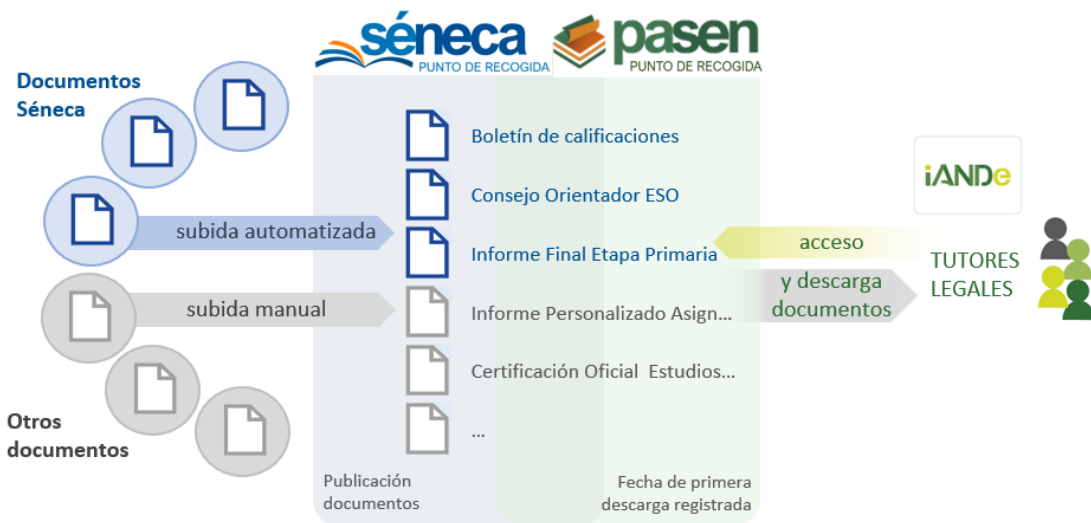 séneca
PUNTO DE RECOGIDA
pasen
PUNTO DE RECOGIDA
Documentos
Séneca
Boletín de calificaciones
Consejo Orientador ESO
subida automatizada
Informe Final Etapa Primaria
subida manual
Informe Personalizado Asign...
Certificación Oficial Estudios...
...
Otros
documentos
Publicación
documentos
Fecha de primera
descarga registrada
iANDe
acceso
y descarga
documentos
TUTORES
LEGALES